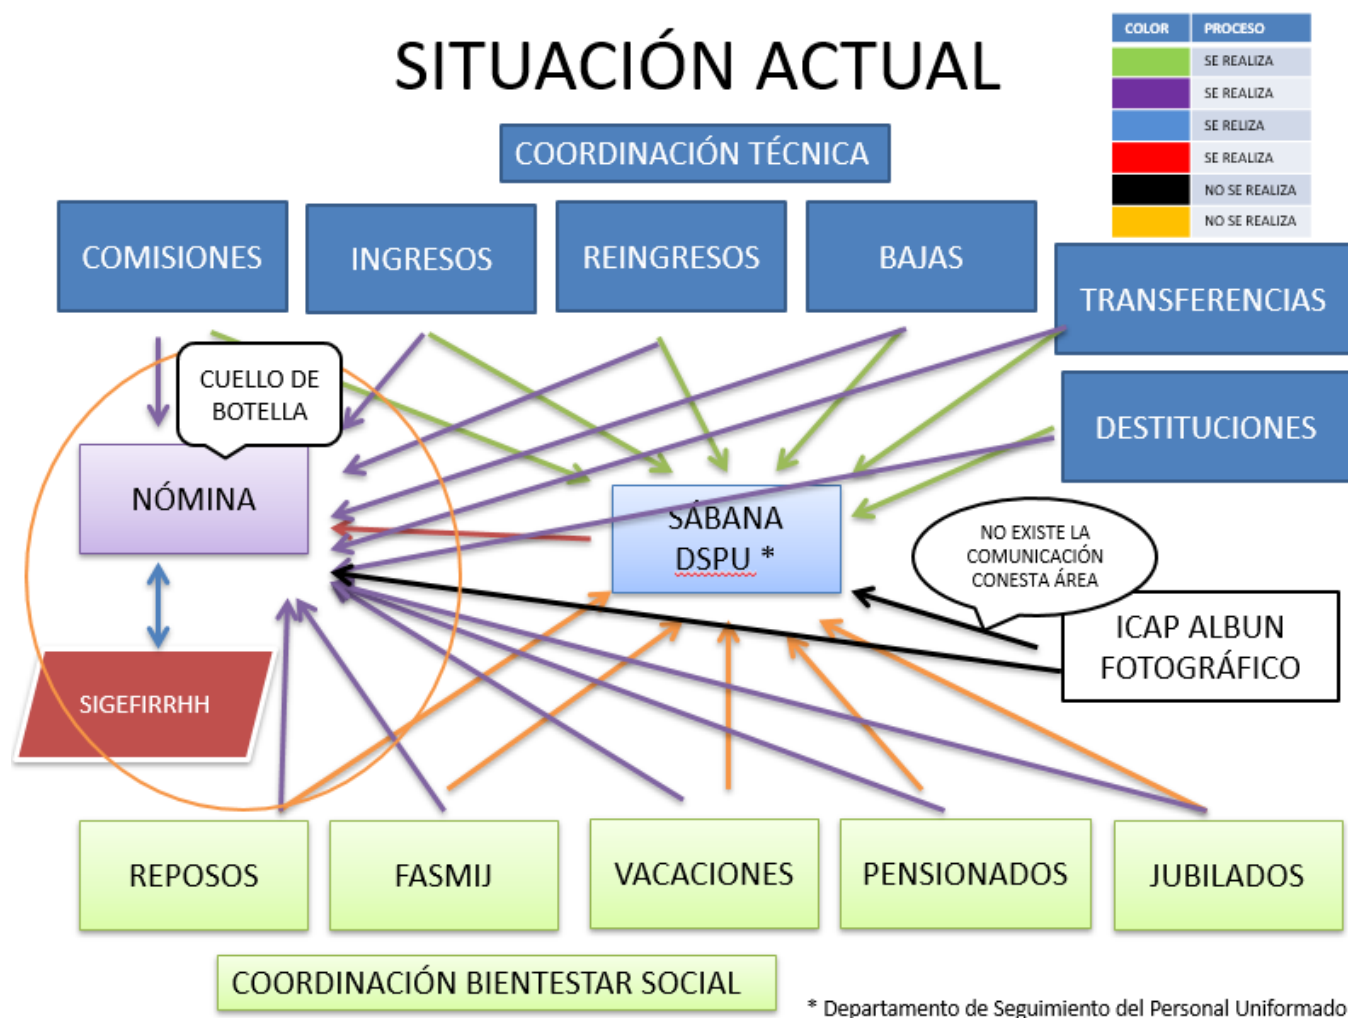 SITUACIÓN ACTUAL
COLOR PROCESO
SE REALIZA
SE REALIZA
SE RELIZA
SE REALIZA
NO SE REALIZA
NO SE REALIZA
COORDINACIÓN TÉCNICA
COMISIONES
INGRESOS
REINGRESOS
BAJAS
TRANSFERENCIAS
DESTITUCIONES
CUELLO DE
BOTELLA
NÓMINA
SÁBANA
DSPU *
NO EXISTE LA
COMUNICACIÓN
CONESTA ÁREA
ICAP ALBUN
FOTOGRÁFICO
SIGEFIRRHH
REPOSOS
FASMIJ
VACACIONES
PENSIONADOS
JUBILADOS
COORDINACIÓN BIENTESTAR SOCIAL
* Departamento de Seguimiento del Personal Uniformado